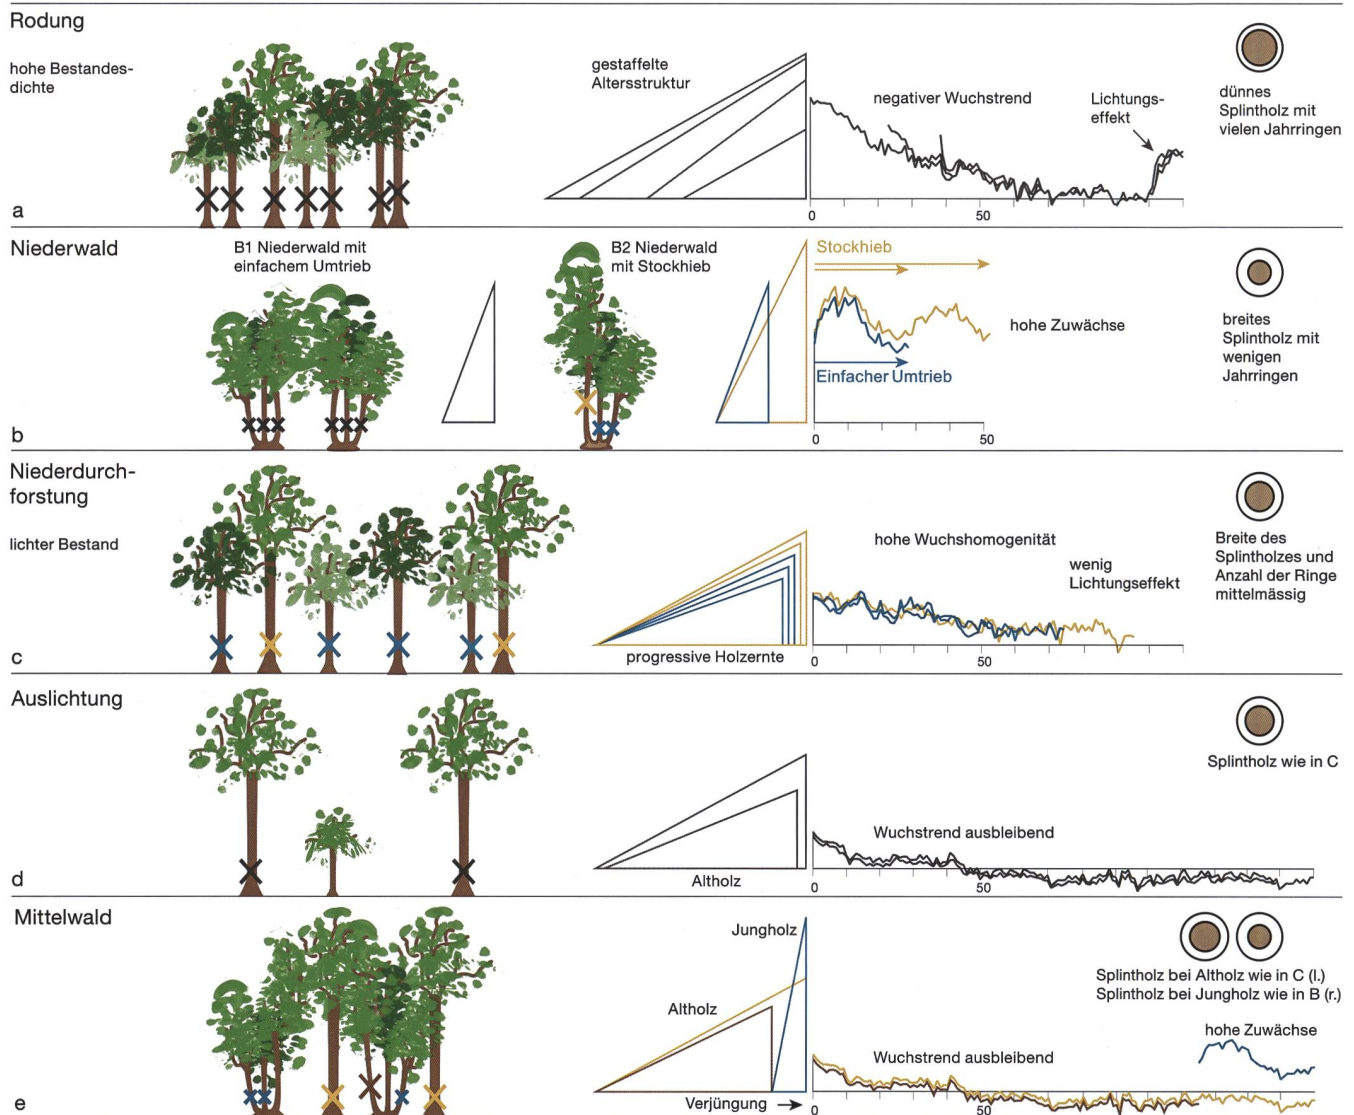 Rodung
hohe Bestandes-
dichte
gestaffelte
Altersstruktur
negativer Wuchstrend
Lichtungs-
effekt
dünnes
Splintholz mit
vielen Jahrringen
0
50
a
Niederwald
B1 Niederwald mit
einfachem Umtrieb
B2 Niederwald
mit Stockhieb
Stockhieb
hohe Zuwächse
Einfacher Umtrieb
breites
Splintholz mit
wenigen
Jahrringen
0
50
b
Niederdurch-
forstung
lichter Bestand
hohe Wuchshomogenität
wenig
Lichtungseffekt
Breite des
Splintholzes und
Anzahl der Ringe
mittelmässig
progressive Holzernte
0
50
c
Auslichtung
Splintholz wie in C
Wuchstrend ausbleibend
Altholz
0
50
d
Mittelwald
Jungholz
Altholz
Splintholz bei Altholz wie in C (l.)
Splintholz bei Jungholz wie in B (r.)
hohe Zuwächse
Wuchstrend ausbleibend
Verjüngung
0
50
e